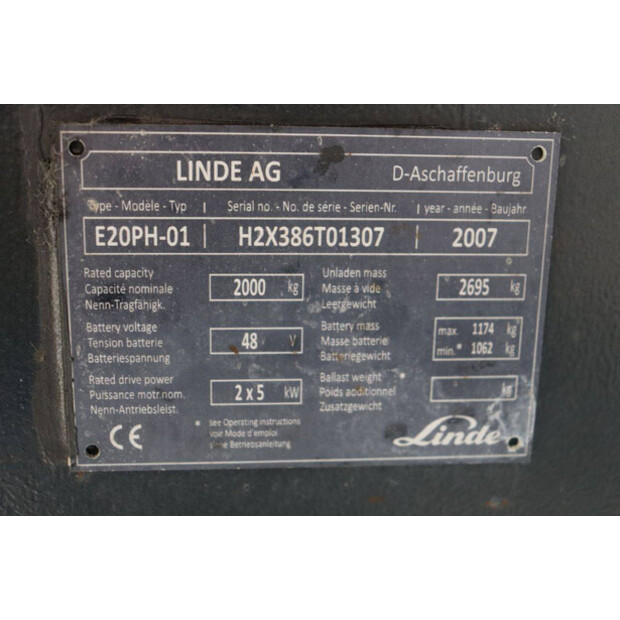 LINDE AG D-Aschaffenburg
Type - Modèle - Typ Serial no. - No. de série - Serien-Nr. year - année - Baujahr
E20PH-01 H2X386T01307 2007
Rated capacity
Capacité nominale 2000 kg
Nenn-Tragfähigk.
Unladen mass
Masse à vide 2695 kg
Leergewicht
Battery voltage
Tension batterie 48 V
Batteriespannung
Battery mass max. 1174 kg
Masse batterie min.* 1062 kg
Batteriegewicht
Rated drive power
Puissance motr.nom. 2 x 5 kW
Nenn-Antriebsleist.
Ballast weight *
Poids additionnel kg
Zusatzgewicht
CE
* see Operating instructions
voir Mode d'emploi
siehe Betriebsanleitung
Linde